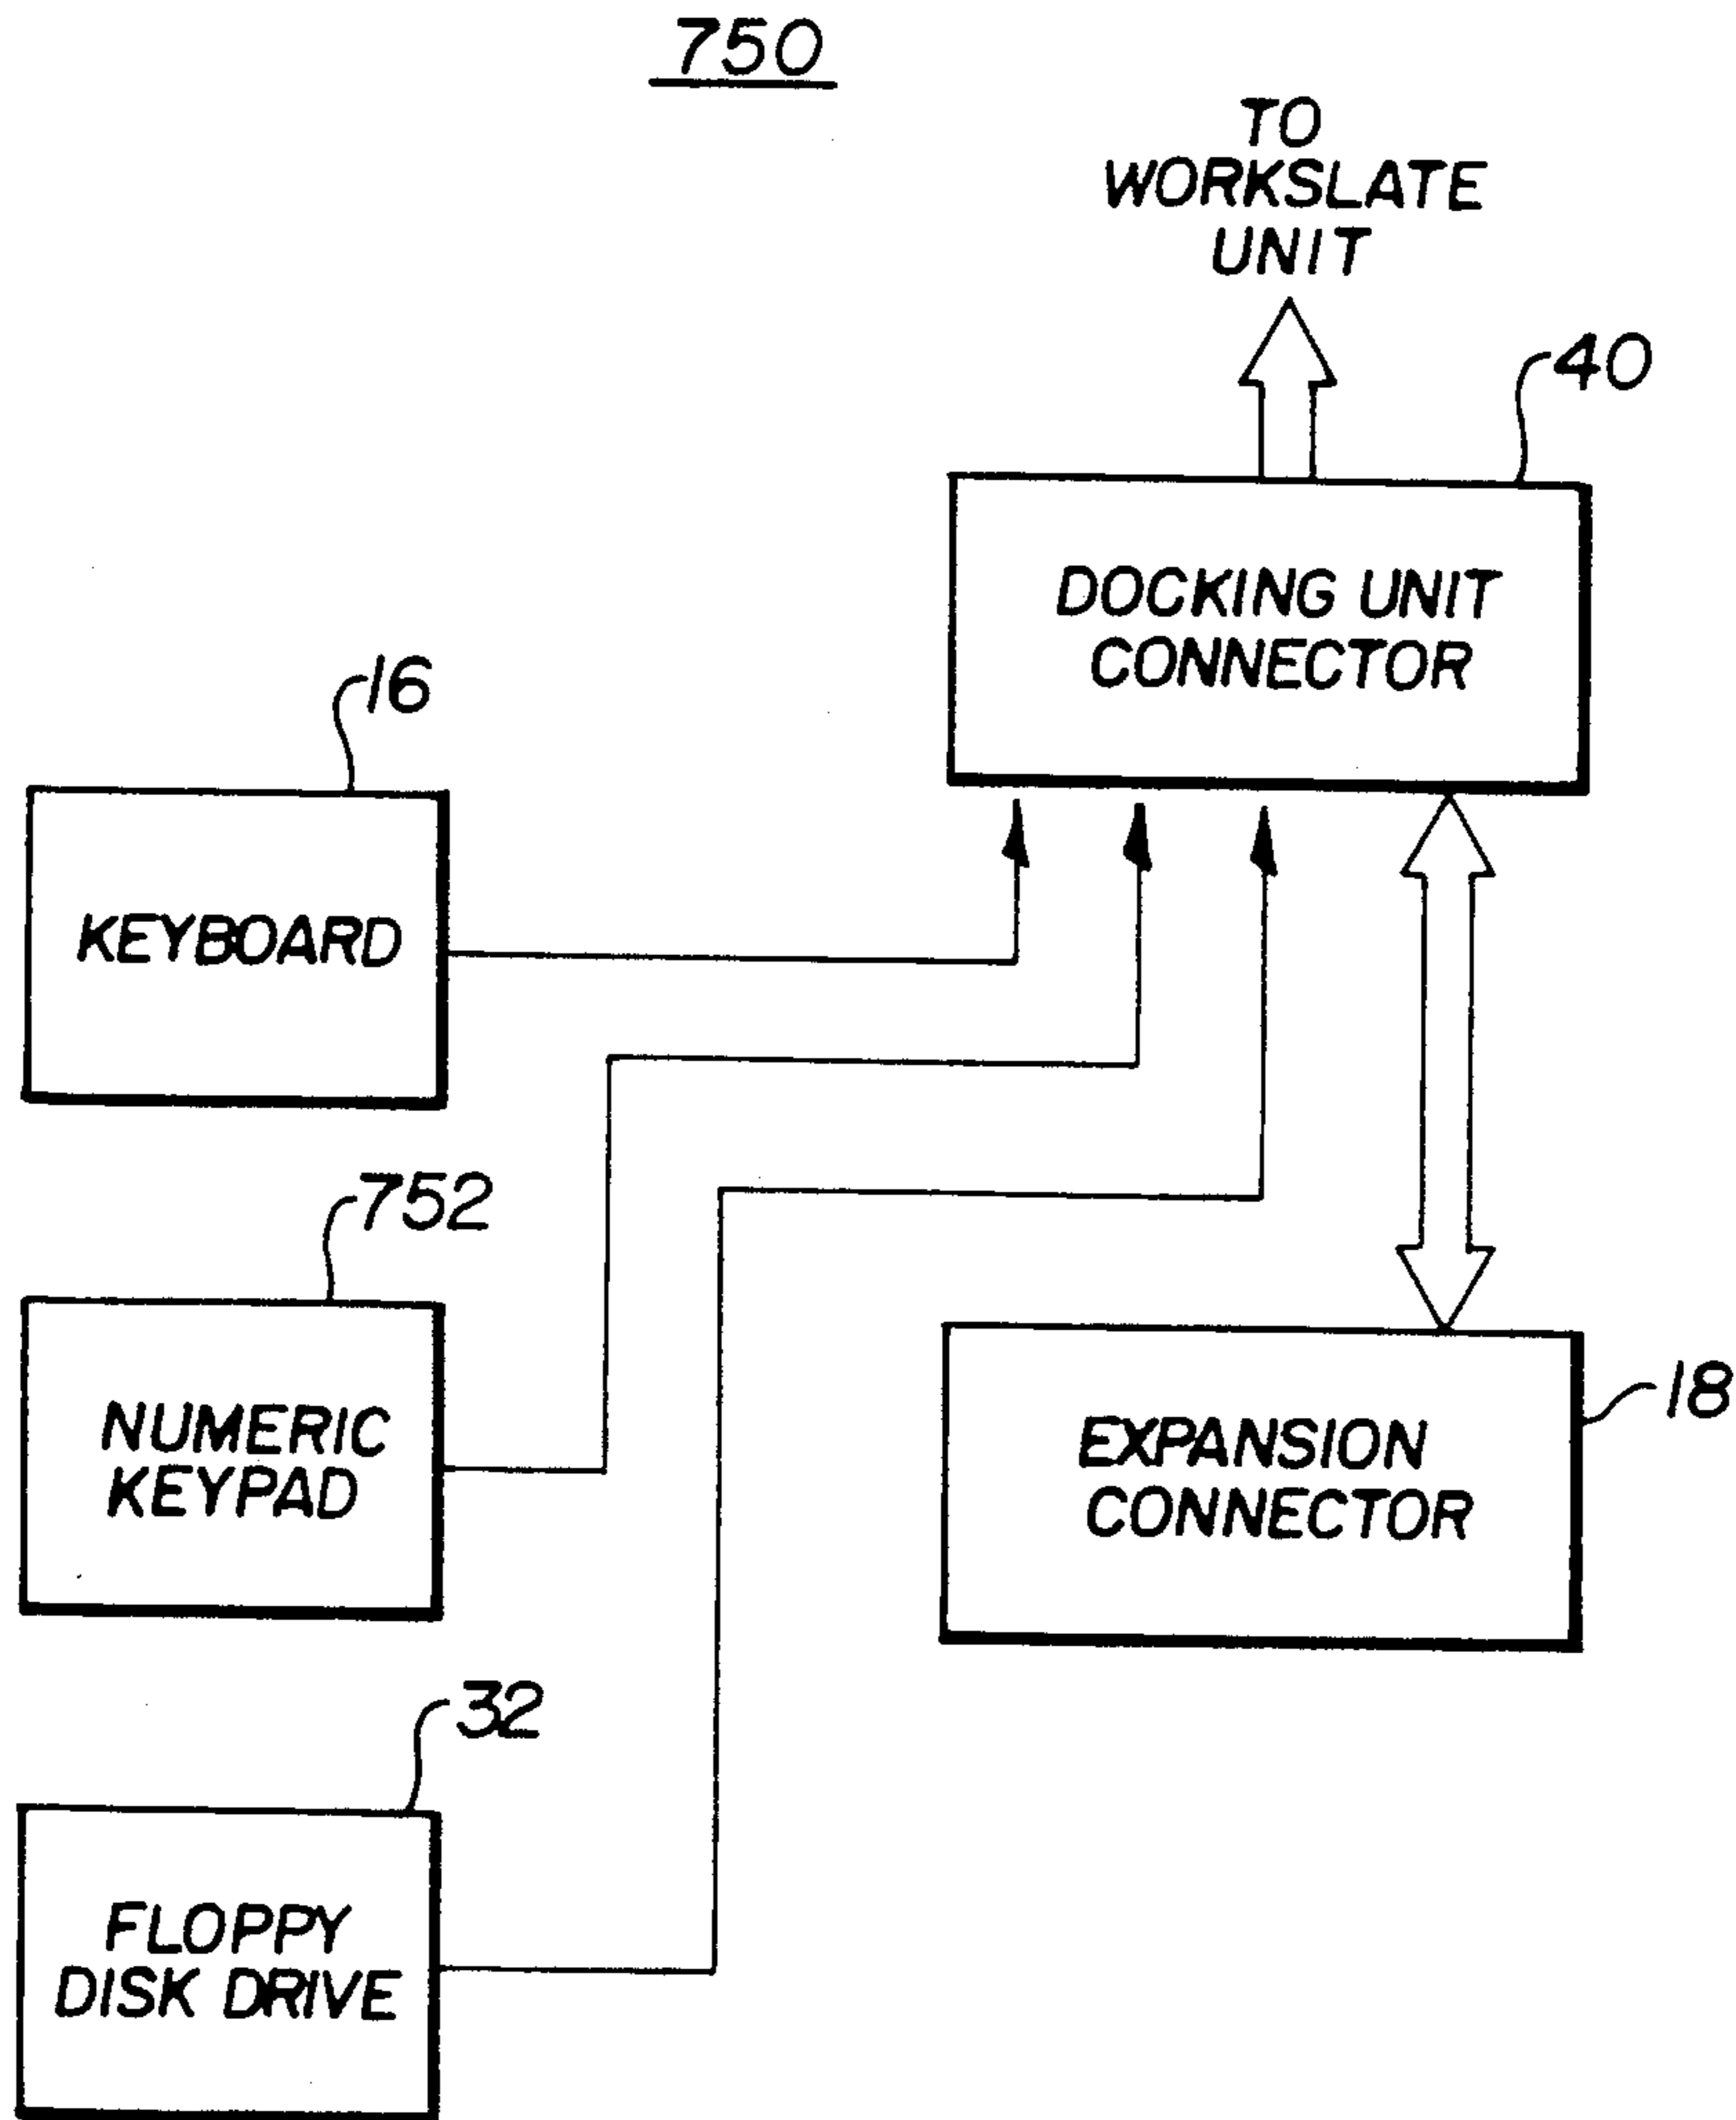 750
TO
WORKSLATE
UNIT
40
DOCKING UNIT
CONNECTOR
16
KEYBOARD
752
NUMERIC
KEYPAD
18
EXPANSION
CONNECTOR
32
FLOPPY
DISK DRIVE